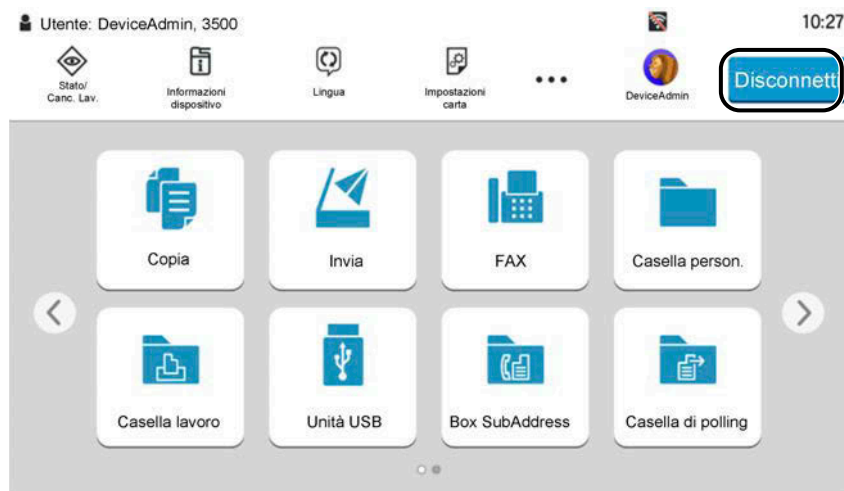 Utente: DeviceAdmin, 3500
10:27
Stato/
Canc. Lav.
Informazioni
dispositivo
Lingua
Impostazioni
carta
DeviceAdmin
Disconnetti
Copia
Invia
FAX
Casella person.
Casella lavoro
Unità USB
Box SubAddress
Casella di polling